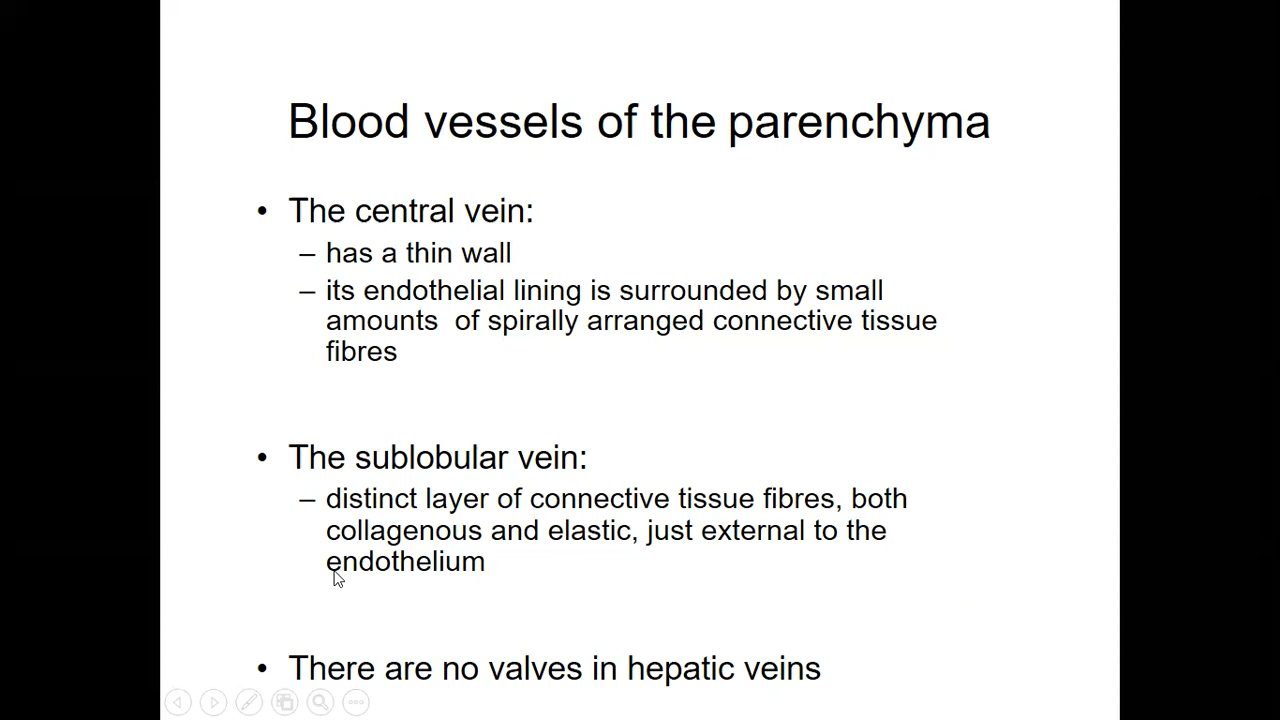 Blood vessels of the parenchyma
• The central vein:
– has a thin wall
– its endothelial lining is surrounded by small
amounts  of spirally arranged connective tissue
fibres
• The sublobular vein:
– distinct layer of connective tissue fibres, both
collagenous and elastic, just external to the
endothelium
• There are no valves in hepatic veins